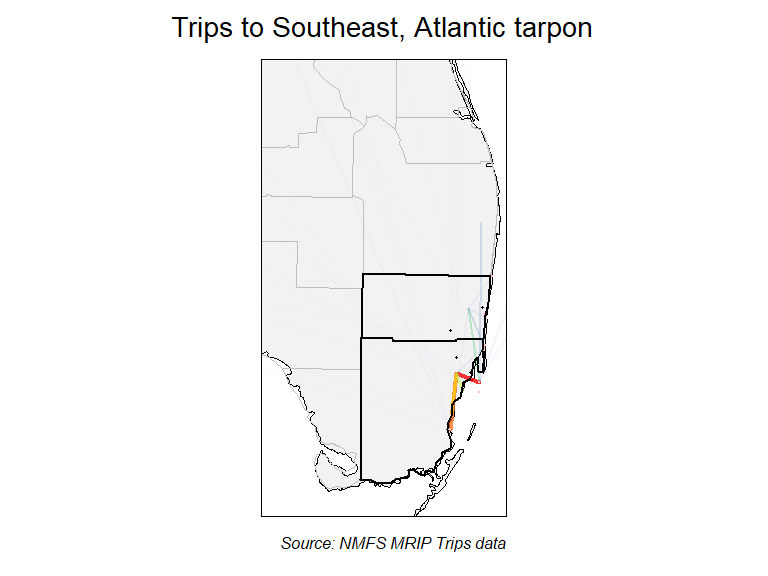 Trips to Southeast, Atlantic tarpon
Source: NMFS MRIP Trips data